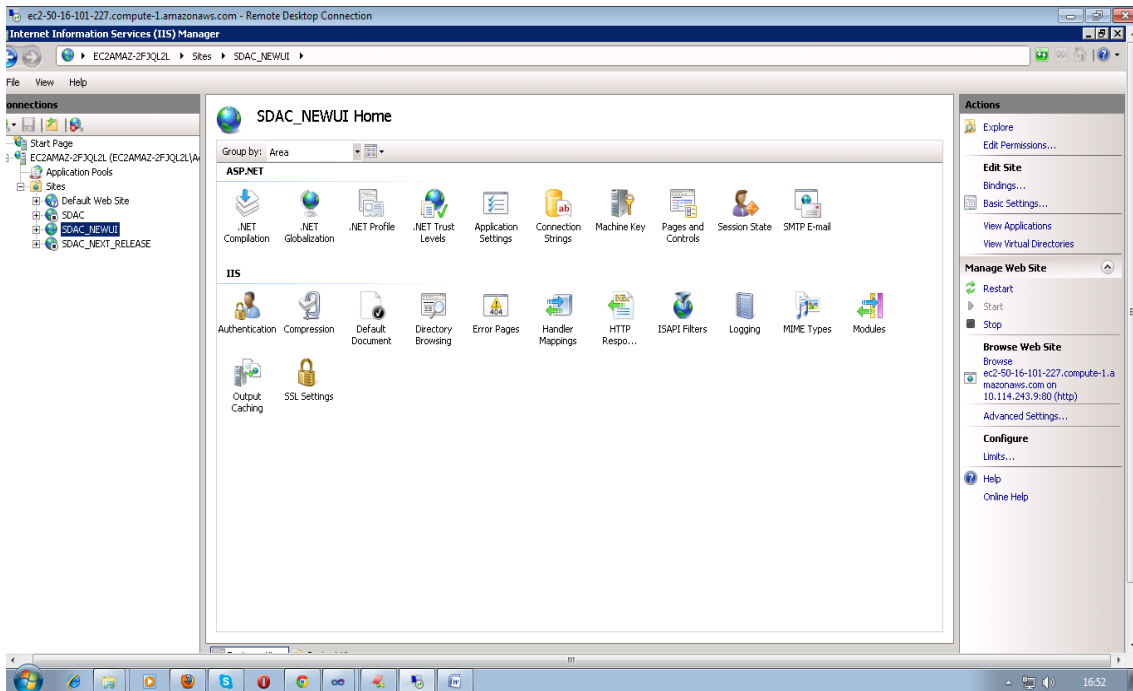 ec2-50-16-101-227.compute-1.amazonaws.com - Remote Desktop Connection
Internet Information Services (IIS) Manager
EC2AMAZ-2FJQL2L
Sites
SDAC_NEWUI
File View Help
onnections
Start Page
EC2AMAZ-2FJQL2L (EC2AMAZ-2FJQL2L\A
Application Pools
Sites
Default Web Site
SDAC
SDAC_NEWUI
SDAC_NEXT_RELEASE
SDAC_NEWUI Home
Group by: Area
ASP.NET
.NET
Compilation
.NET
Globalization
.NET Profile
.NET Trust
Levels
Application
Settings
Connection
Strings
Machine Key
Pages and
Controls
Session State
SMTP E-mail
IIS
Authentication
Compression
Default
Document
Directory
Browsing
Error Pages
Handler
Mappings
HTTP
Respo...
ISAPI Filters
Logging
MIME Types
Modules
Output
Caching
SSL Settings
Actions
Explore
Edit Permissions...
Edit Site
Bindings...
Basic Settings...
View Applications
View Virtual Directories
Manage Web Site
Restart
Start
Stop
Browse Web Site
Browse
ec2-50-16-101-227.compute-1.a
mazonaws.com on
10.114.243.9:80 (http)
Advanced Settings...
Configure
Limits...
Help
Online Help
16:52